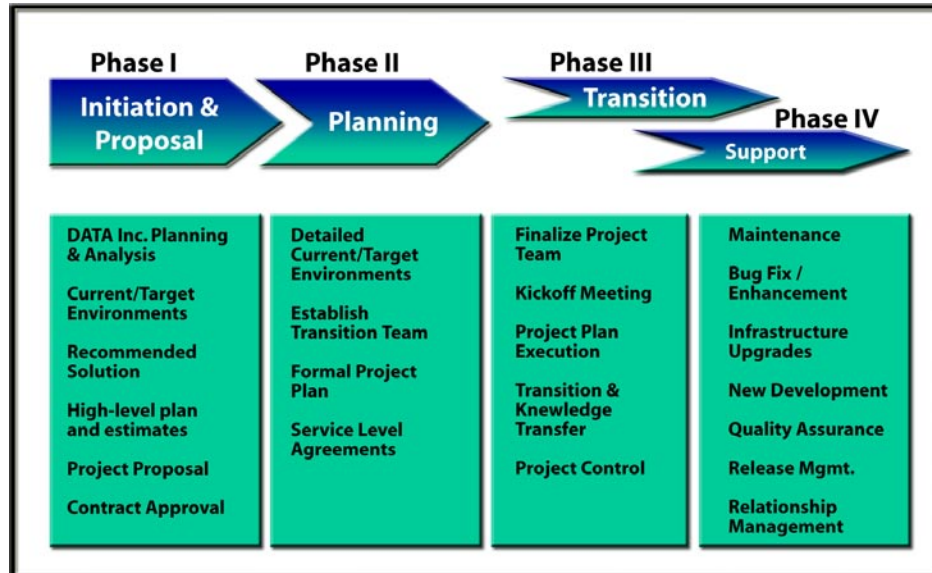 Phase I
Initiation &
Proposal
Phase II
Planning
Phase III
Transition
Phase IV
Support
DATA Inc. Planning
& Analysis
Current/Target
Environments
Recommended
Solution
High-level plan
and estimates
Project Proposal
Contract Approval
Detailed
Current/Target
Environments
Establish
Transition Team
Formal Project
Plan
Service Level
Agreements
Finalize Project
Team
Kickoff Meeting
Project Plan
Execution
Transition &
Knewledge
Transfer
Project Control
Maintenance
Bug Fix /
Enhancement
Infrastructure
Upgrades
New Development
Quality Assurance
Release Mgmt.
Relationship
Management